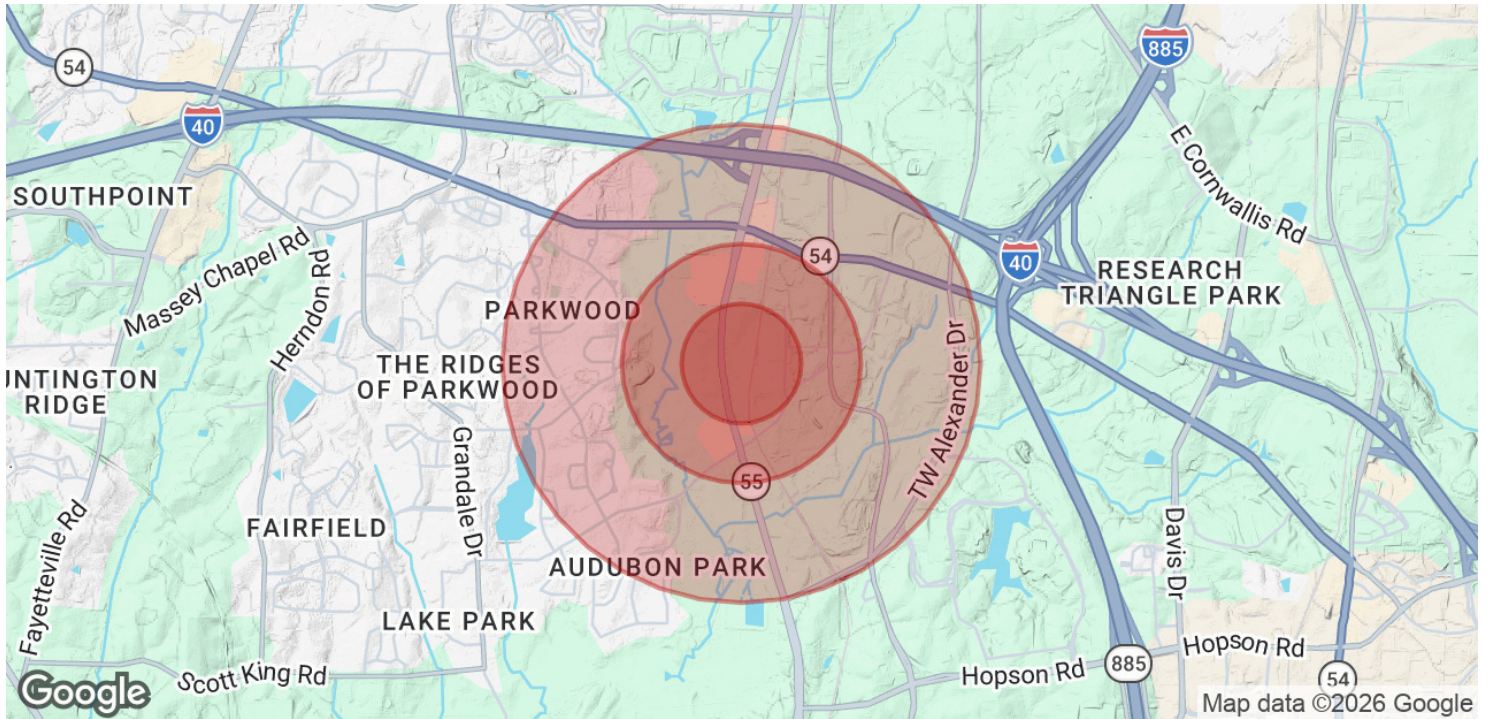 54
885
40
E Cornwallis Rd
SOUTHPOINT
Massey Chapel Rd
Herndon Rd
54
40
RESEARCH
TRIANGLE PARK
PARKWOOD
THE RIDGES
OF PARKWOOD
UNTINGTON
RIDGE
TW Alexander Dr
Grandale Dr
55
FAIRFIELD
Fayetteville Rd
Davis Dr
AUDUBON PARK
LAKE PARK
Hopson Rd
885
Hopson Rd
Scott King Rd
54
Google
Map data ©2026 Google